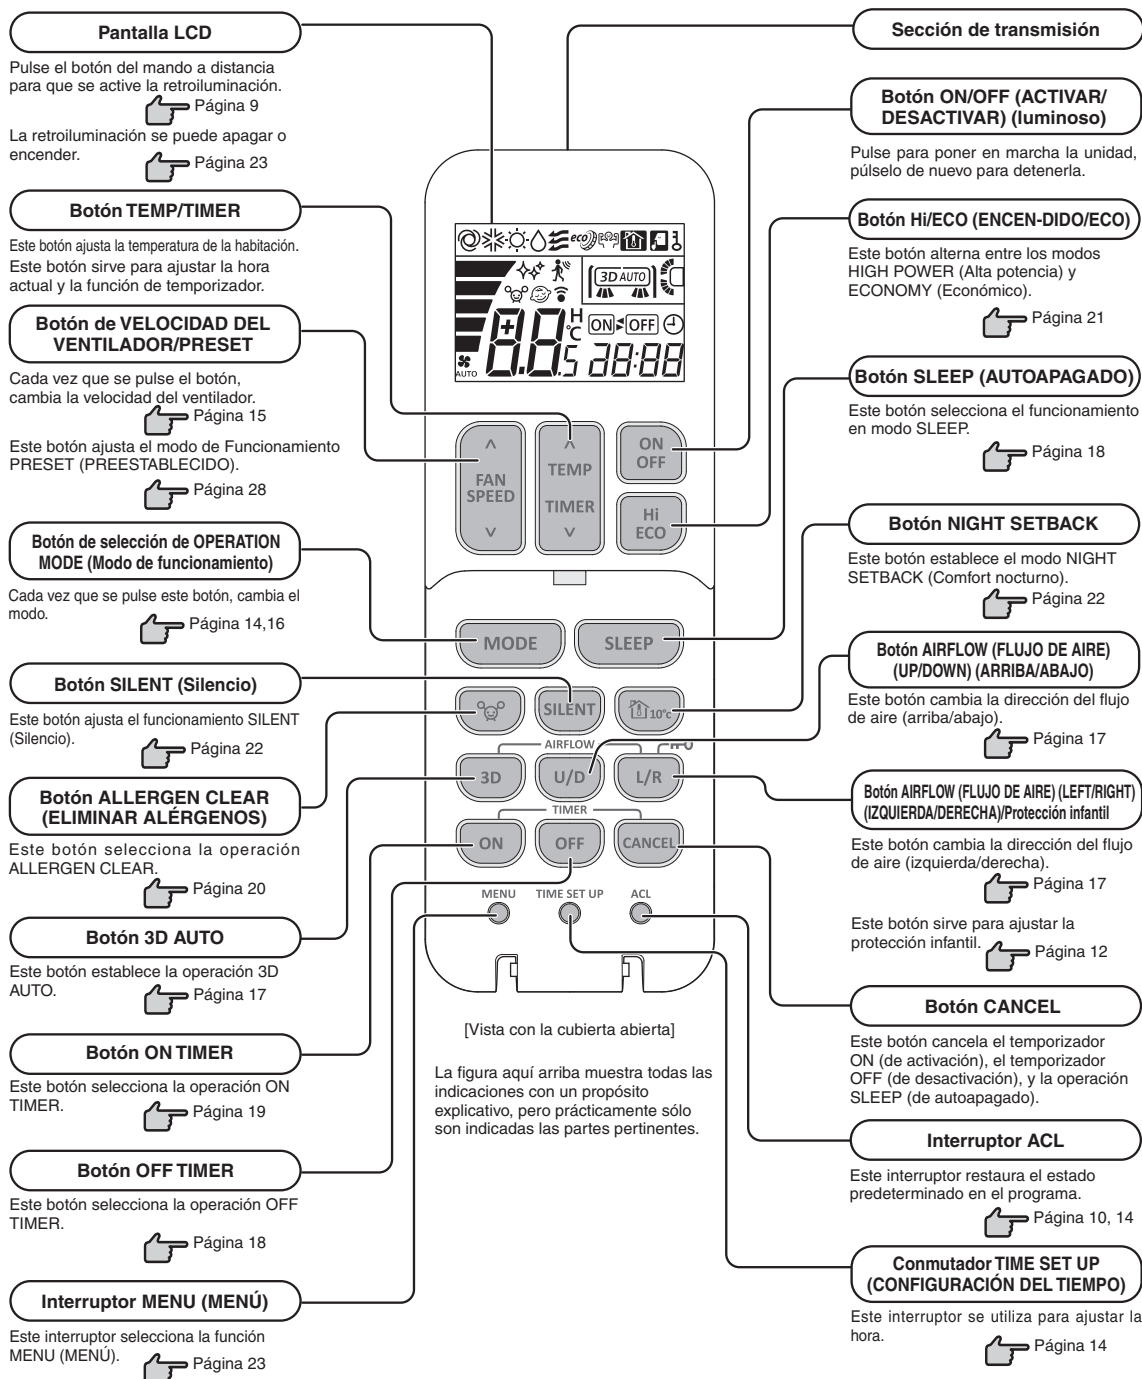 Pantalla LCD
Pulse el botón del mando a distancia
para que se active la retroiluminación.
Página 9
La retroiluminación se puede apagar o
encender.
Página 23
Botón TEMP/TIMER
Este botón ajusta la temperatura de la habitación.
Este botón sirve para ajustar la hora
actual y la función de temporizador.
Botón de VELOCIDAD DEL
VENTILADOR/PRESET
Cada vez que se pulse el botón,
cambia la velocidad del ventilador.
Página 15
Este botón ajusta el modo de Funcionamiento
PRESET (PREESTABLECIDO).
Página 28
Botón de selección de OPERATION
MODE (Modo de funcionamiento)
Cada vez que se pulse este botón, cambia el
modo.
Página 14,16
Botón SILENT (Silencio)
Este botón ajusta el funcionamiento SILENT
(Silencio).
Página 22
Botón ALLERGEN CLEAR
(ELIMINAR ALÉRGENOS)
Este botón selecciona la operación
ALLERGEN CLEAR.
Página 20
Botón 3D AUTO
Este botón establece la operación 3D
AUTO.
Página 17
Botón ON TIMER
Este botón selecciona la operación ON
TIMER.
Página 19
Botón OFF TIMER
Este botón selecciona la operación OFF
TIMER.
Página 18
Interruptor MENU (MENÚ)
Este interruptor selecciona la función
MENU (MENÚ).
Página 23
eco
3D AUTO
H
°C
ON
OFF
8.8.5 28:88
AUTO
FAN
SPEED
TEMP
TIMER
ON
OFF
Hi
ECO
MODE
SLEEP
SILENT
10°c
AIRFLOW
3D
U/D
L/R
TIMER
ON
OFF
CANCEL
MENU
TIME SET UP
ACL
[Vista con la cubierta abierta]
La figura aquí arriba muestra todas las
indicaciones con un propósito
explicativo, pero prácticamente sólo
son indicadas las partes pertinentes.
Sección de transmisión
Botón ON/OFF (ACTIVAR/
DESACTIVAR) (luminoso)
Pulse para poner en marcha la unidad,
púlselo de nuevo para detenerla.
Botón Hi/ECO (ENCEN-DIDO/ECO)
Este botón alterna entre los modos
HIGH POWER (Alta potencia) y
ECONOMY (Económico).
Página 21
Botón SLEEP (AUTOAPAGADO)
Este botón selecciona el funcionamiento
en modo SLEEP.
Página 18
Botón NIGHT SETBACK
Este botón establece el modo NIGHT
SETBACK (Comfort nocturno).
Página 22
Botón AIRFLOW (FLUJO DE AIRE)
(UP/DOWN) (ARRIBA/ABAJO)
Este botón cambia la dirección del flujo
de aire (arriba/abajo).
Página 17
Botón AIRFLOW (FLUJO DE AIRE) (LEFT/RIGHT)
(IZQUIERDA/DERECHA)/Protección infantil
Este botón cambia la dirección del flujo
de aire (izquierda/derecha).
Página 17
Este botón sirve para ajustar la
protección infantil.
Página 12
Botón CANCEL
Este botón cancela el temporizador
ON (de activación), el temporizador
OFF (de desactivación), y la operación
SLEEP (de autoapagado).
Interruptor ACL
Este interruptor restaura el estado
predeterminado en el programa.
Página 10, 14
Conmutador TIME SET UP
(CONFIGURACIÓN DEL TIEMPO)
Este interruptor se utiliza para ajustar la
hora.
Página 14